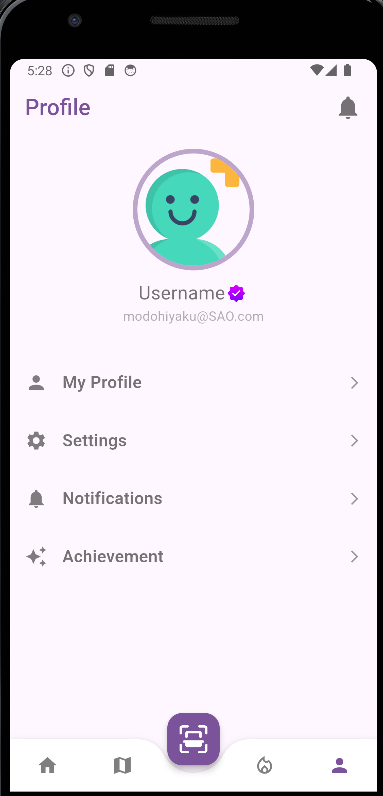 5:28
Profile
Username
modohiyaku@SAO.com
My Profile
Settings
Notifications
Achievement